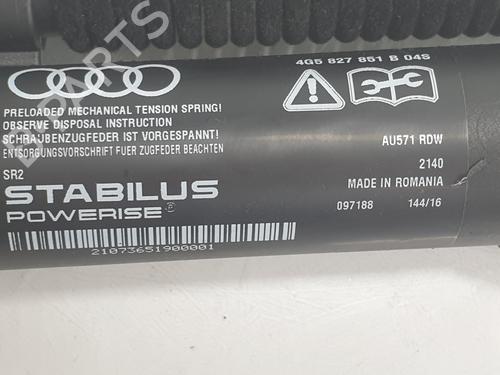 4G5 827 851 B 04S
PRELOADED MECHANICAL TENSION SPRING!
OBSERVE DISPOSAL INSTRUCTION
SCHRAUBENZUGFEDER IST VORGESPANNT!
ENTSORGUNGSVORSCHRIFT FUER ZUGFEDER BEACHTEN
AU571 RDW
SR2
2140
STABILUS
MADE IN ROMANIA
POWERISE®
097188 144/16
21073651900001
B PARTS